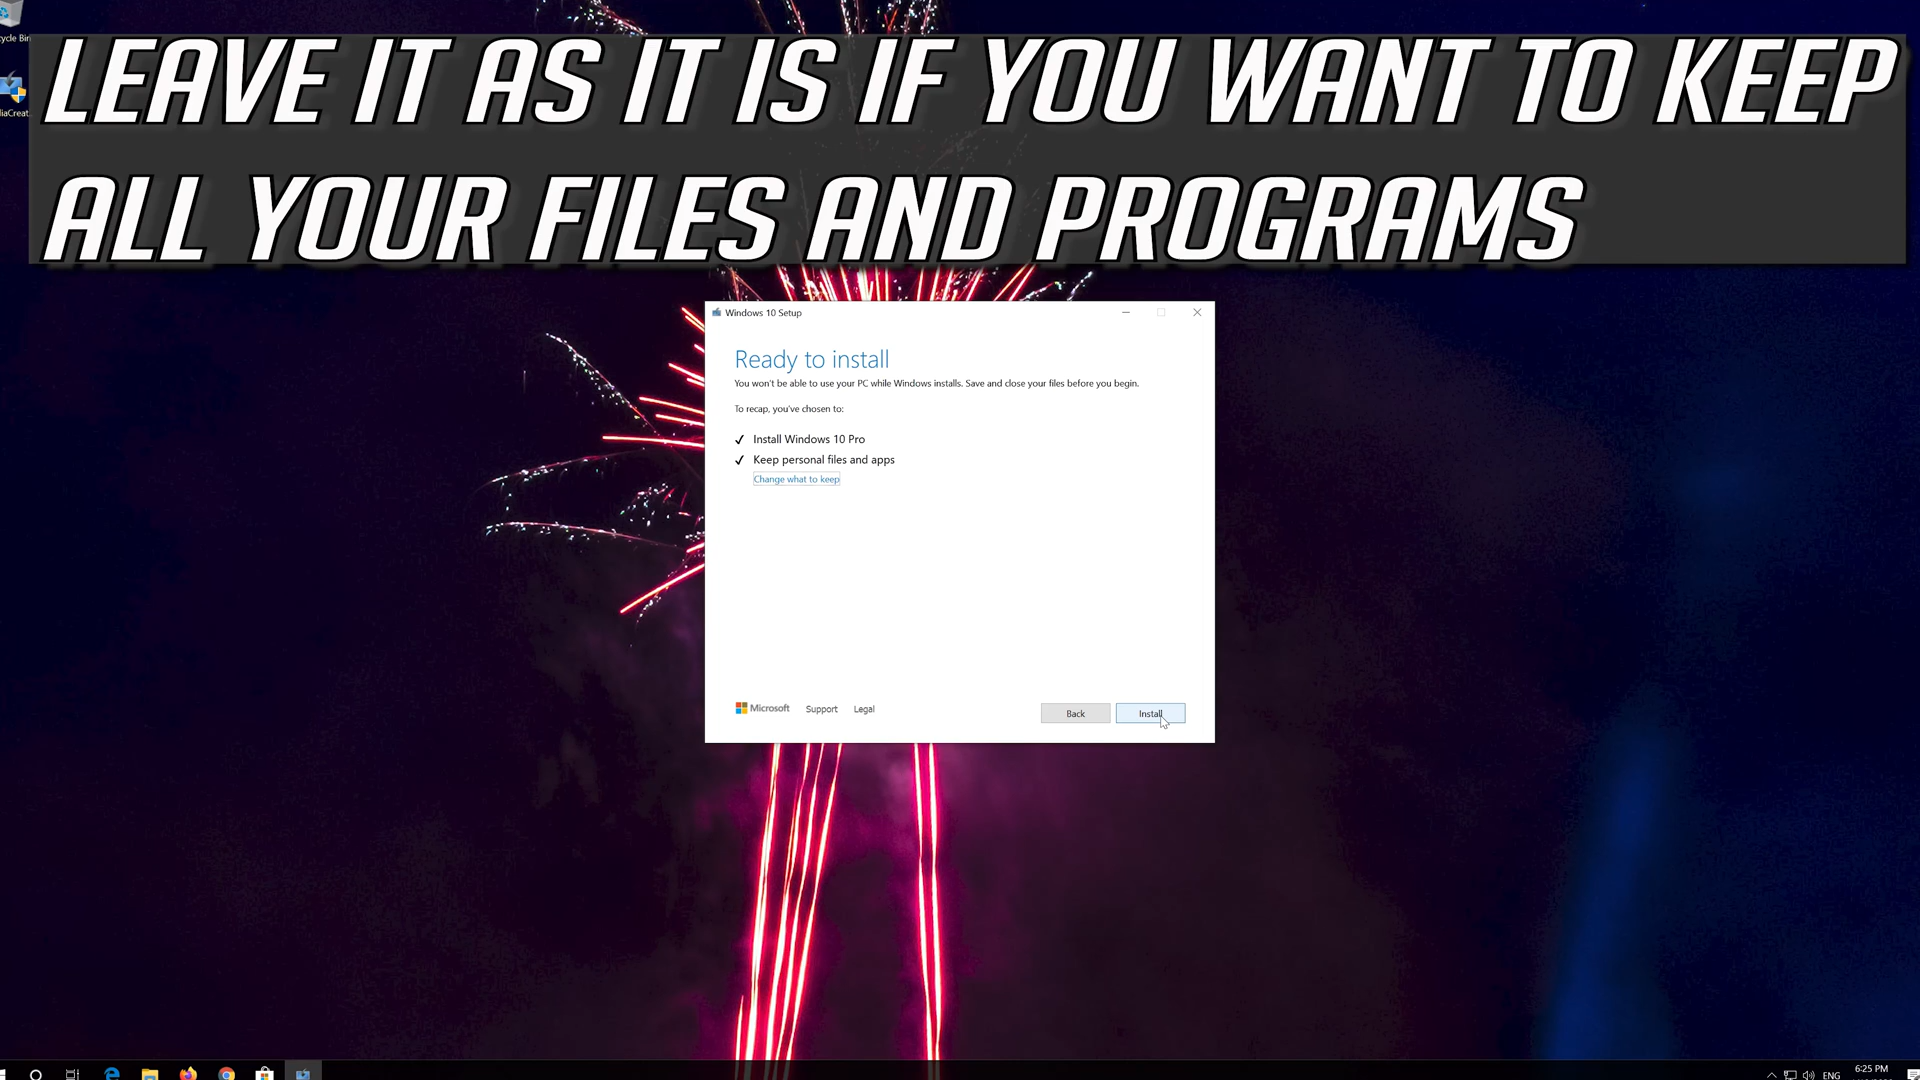 cycle Bin
LEAVE IT AS IT IS IF YOU WANT TO KEEP
ALL YOUR FILES AND PROGRAMS
diaCreat...
Windows 10 Setup
Ready to install
You won't be able to use your PC while Windows installs. Save and close your files before you begin.
To recap, you've chosen to:
Install Windows 10 Pro
Keep personal files and apps
Change what to keep
Microsoft
Support
Legal
Back
Install
ENG
6:25 PM